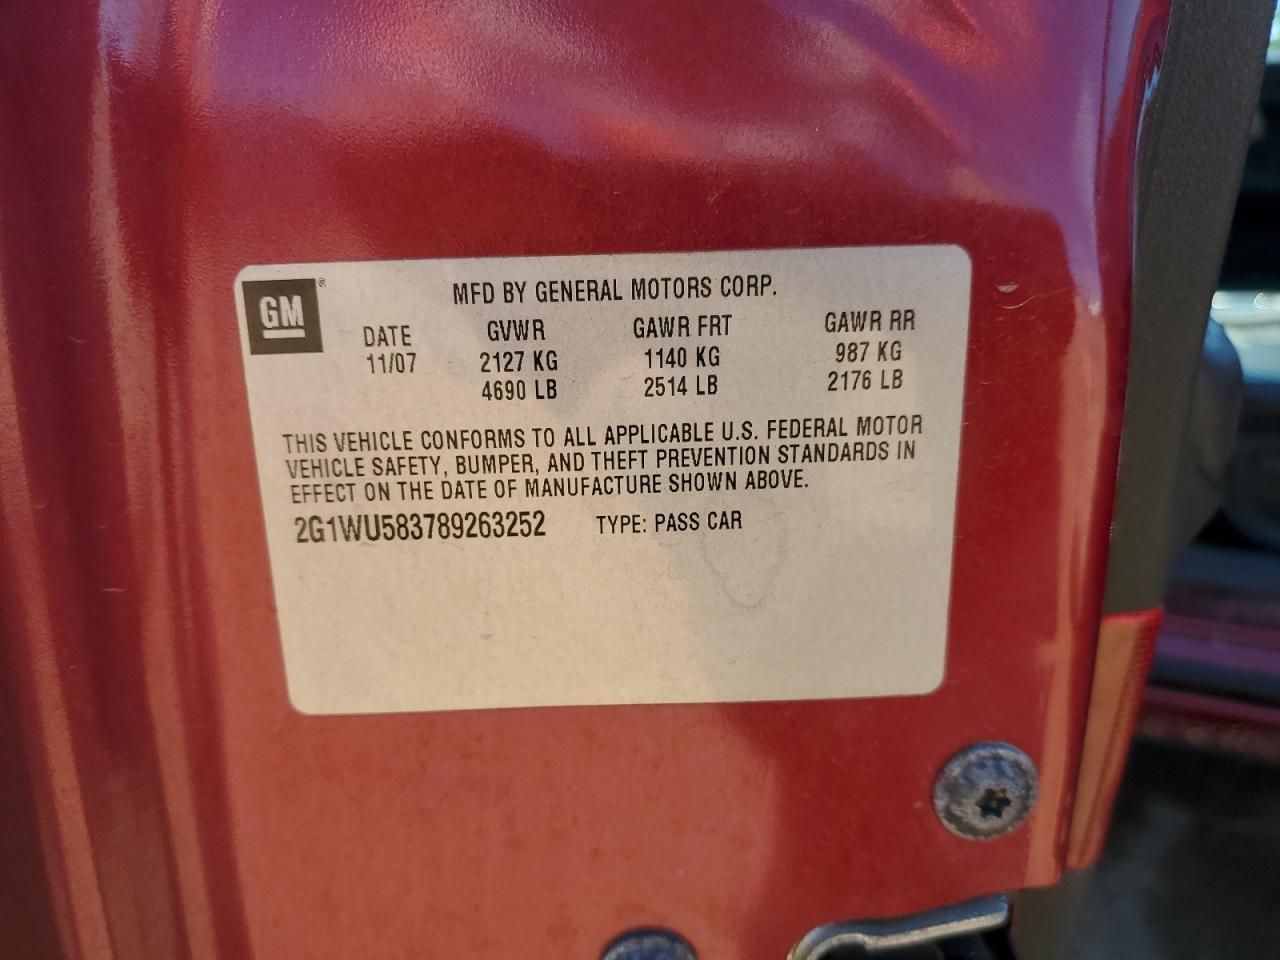 GM®
MFD BY GENERAL MOTORS CORP.
DATE GVWR GAWR FRT GAWR RR
11/07 2127 KG 1140 KG 987 KG
4690 LB 2514 LB 2176 LB
THIS VEHICLE CONFORMS TO ALL APPLICABLE U.S. FEDERAL MOTOR
VEHICLE SAFETY, BUMPER, AND THEFT PREVENTION STANDARDS IN
EFFECT ON THE DATE OF MANUFACTURE SHOWN ABOVE.
2G1WU583789263252 TYPE: PASS CAR